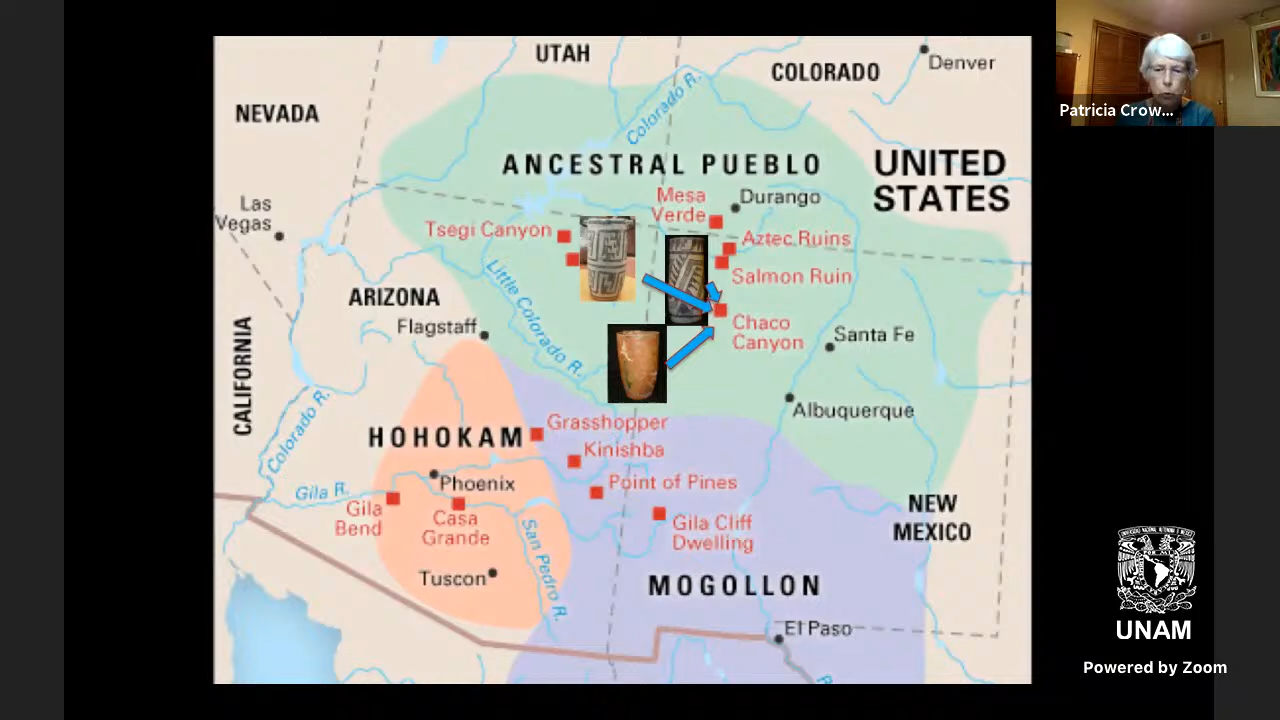 UTAH
COLORADO
Denver
NEVADA
Colorado R.
ANCESTRAL PUEBLO
UNITED
STATES
Las
Vegas
Mesa
Verde
Durango
Tsegi Canyon
Aztec Ruins
Salmon Ruin
Little Colorado R.
ARIZONA
Flagstaff
Chaco
Canyon
Santa Fe
CALIFORNIA
Colorado R.
Albuquerque
HOHOKAM
Grasshopper
Kinishba
Phoenix
Point of Pines
Gila R.
Gila
Bend
Casa
Grande
San Pedro R.
Gila Cliff
Dwelling
NEW
MEXICO
Tuscon
MOGOLLON
El Paso
R
Patricia Crow...
UNAM
Powered by Zoom